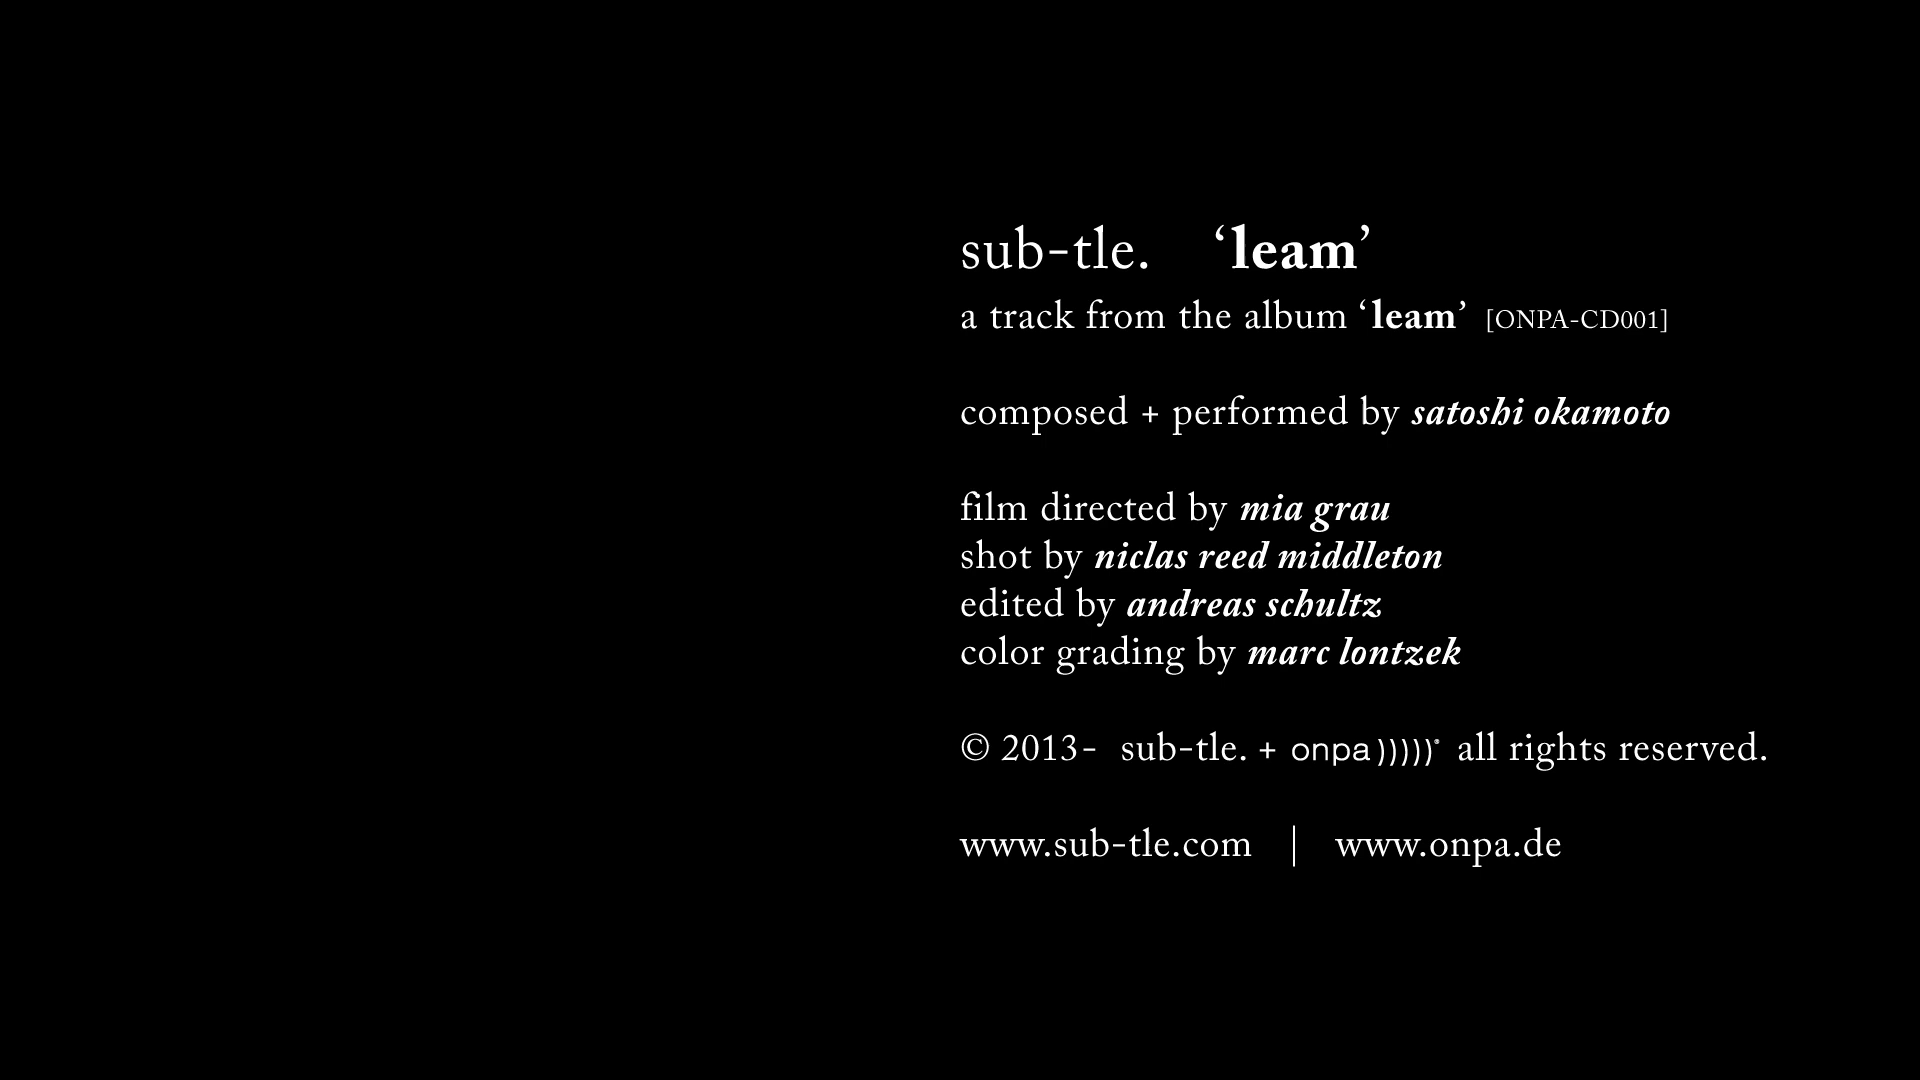 sub-tle. ‘leam’
a track from the album ‘leam’ [ONPA-CD001]
composed + performed by satoshi okamoto
film directed by mia grau
shot by niclas reed middleton
edited by andreas schultz
color grading by marc lontzek
© 2013- sub-tle. + onpa)))))° all rights reserved.
www.sub-tle.com | www.onpa.de